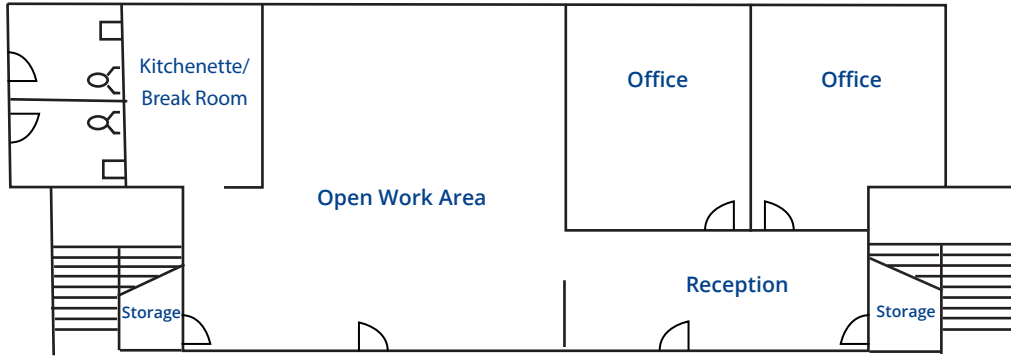 Kitchenette/
Break Room
Office
Office
Open Work Area
Reception
Storage
Storage